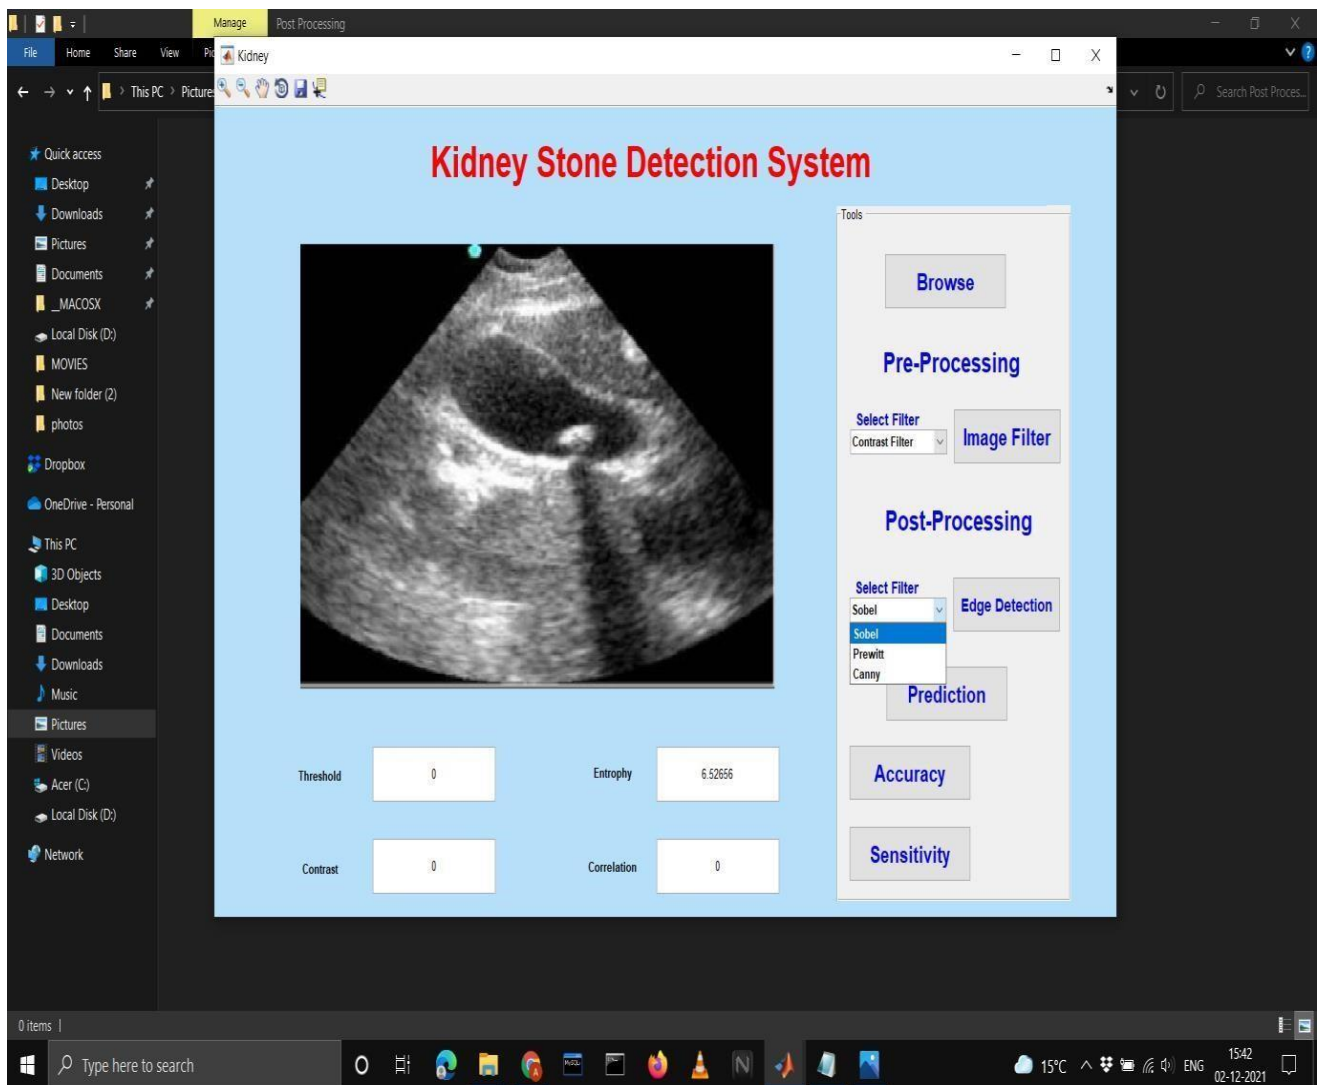 Manage
Post Processing
File
Home
Share
View
Kidney
This PC
Search Post Proces...
Quick access
Desktop
Downloads
Pictures
Documents
__MACOSX
Local Disk (D:)
MOVIES
New folder (2)
photos
Dropbox
OneDrive - Personal
This PC
3D Objects
Desktop
Documents
Downloads
Music
Pictures
Videos
Acer (C:)
Local Disk (D:)
Network
Kidney Stone Detection System
Tools
Browse
Pre-Processing
Select Filter
Contrast Filter
Image Filter
Post-Processing
Select Filter
Sobel
Edge Detection
Sobel
Prewitt
Canny
Prediction
Accuracy
Sensitivity
Threshold
0
Entrophy
6.52656
Contrast
0
Correlation
0
0 items
Type here to search
15°C
ENG
15:42
02-12-2021